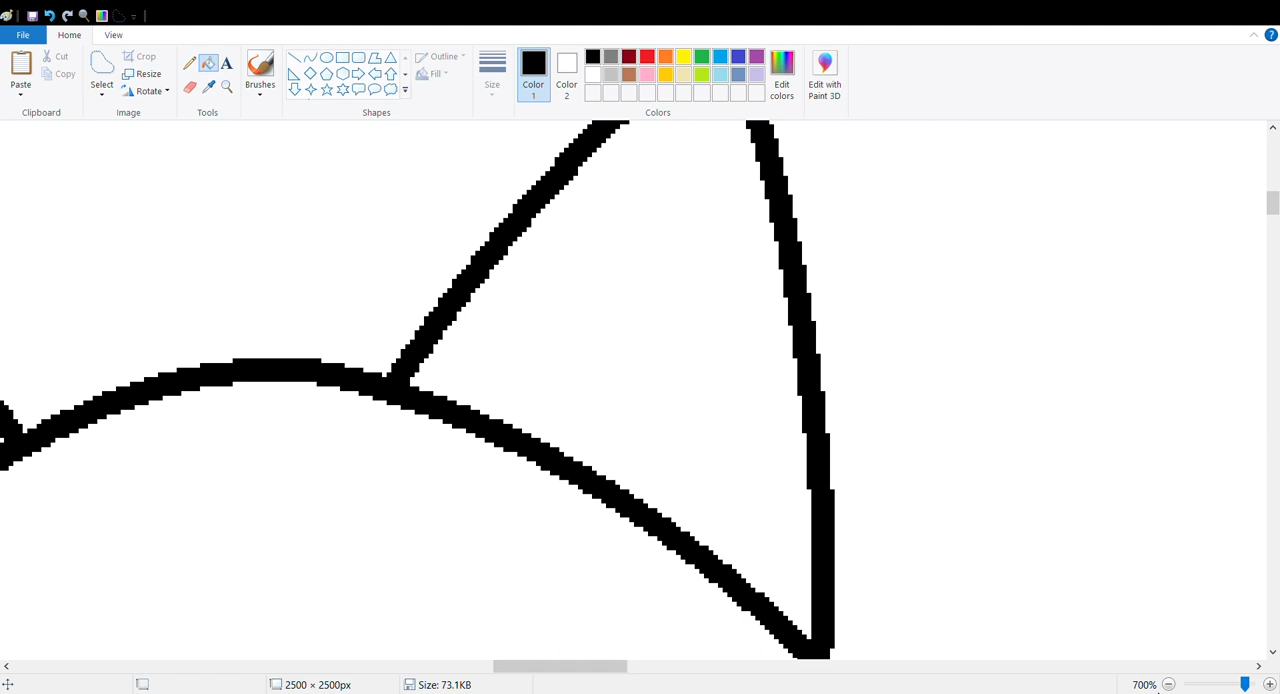 File Home View
Paste
Cut
Copy
Clipboard
Select
Crop
Resize
Rotate
Image
A
Tools
Brushes
Outline
Fill
Shapes
Size
Color 1
Color 2
Edit colors
Colors
Edit with Paint 3D
?
2500 × 2500px
Size: 73.1KB
700%